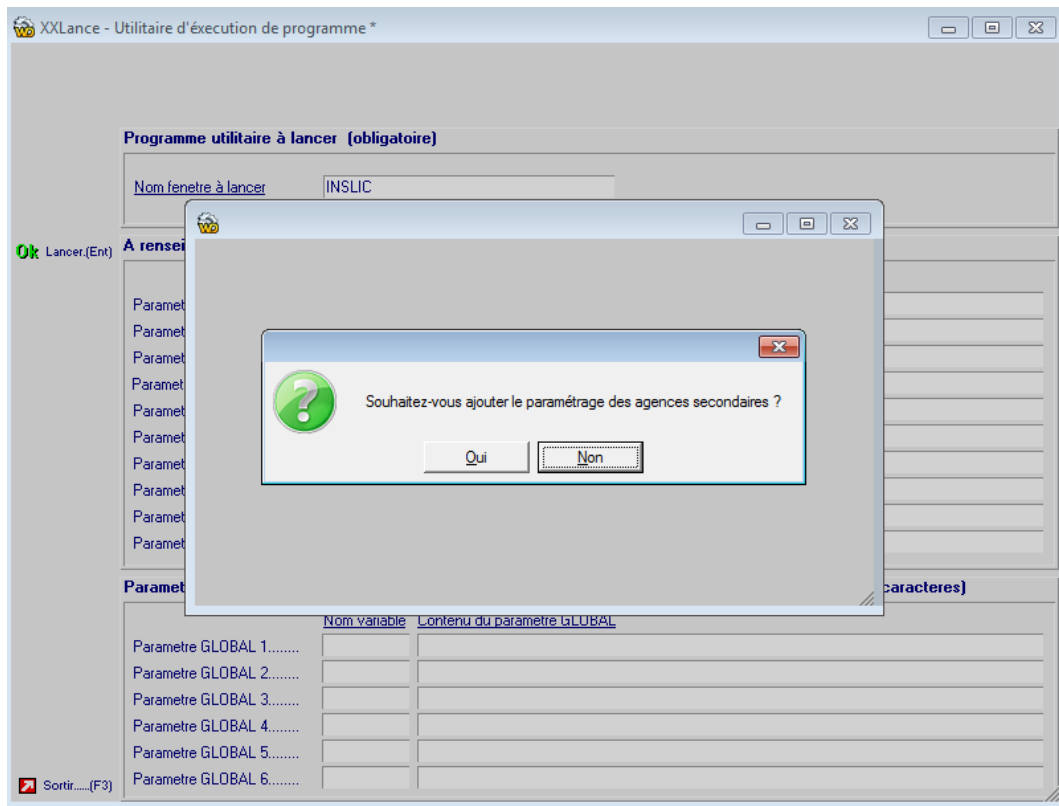 XXLance - Utilitaire d'éxecution de programme *
Programme utilitaire à lancer (obligatoire)
Nom fenetre à lancer INSLIC
Ok Lancer.(Ent)
A rensei
Paramet
Paramet
Paramet
Paramet
Paramet
Paramet
Paramet
Paramet
Paramet
Paramet
Souhaitez-vous ajouter le paramétrage des agences secondaires ?
Oui Non
Paramet caracteres)
Nom variable Contenu du parametre GLOBAL
Parametre GLOBAL 1........
Parametre GLOBAL 2........
Parametre GLOBAL 3........
Parametre GLOBAL 4........
Parametre GLOBAL 5........
Parametre GLOBAL 6........
Sortir.....(F3)